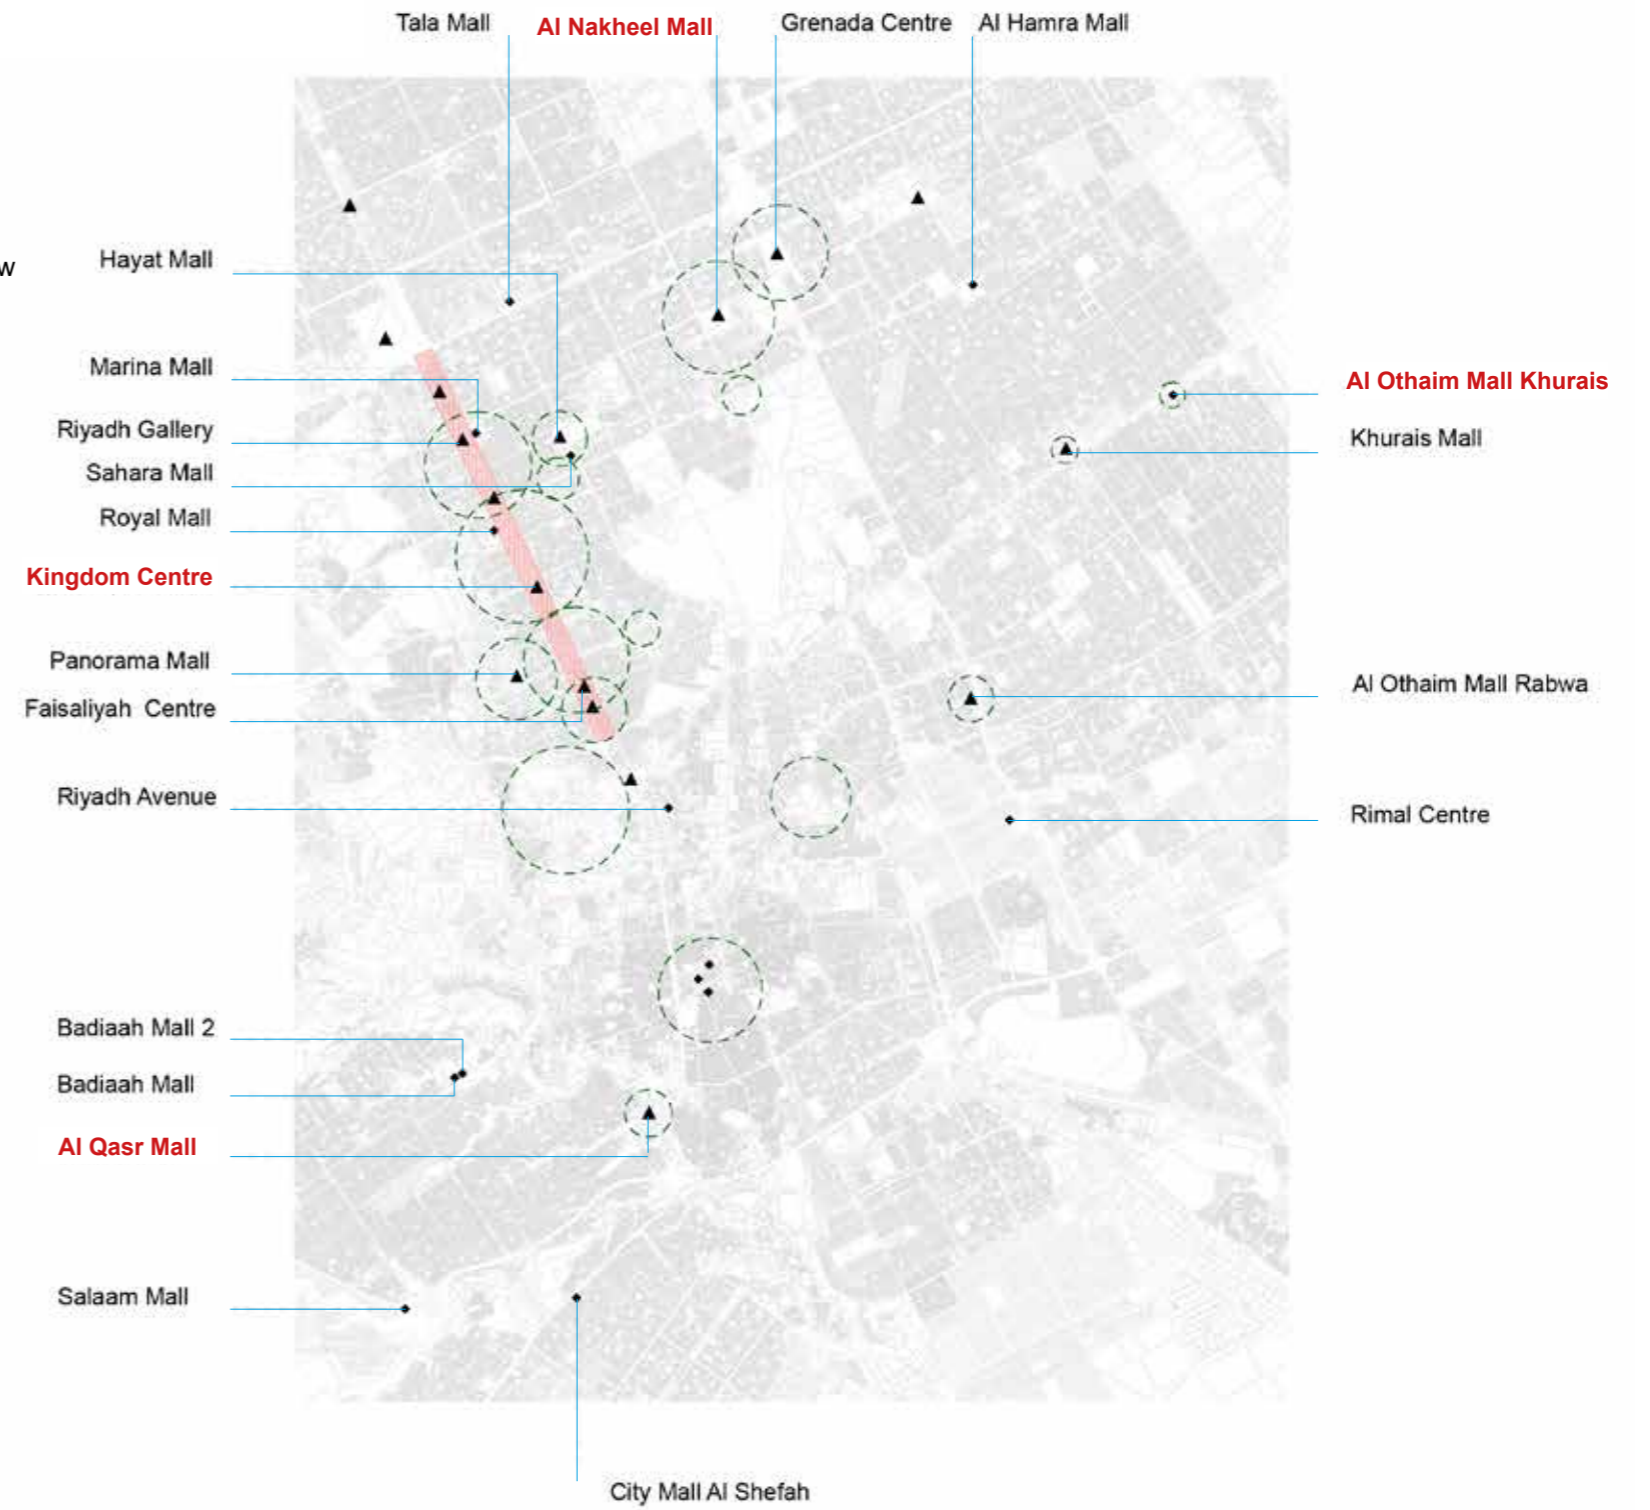 Tala Mall
Al Nakheel Mall
Grenada Centre
Al Hamra Mall
w
Hayat Mall
Marina Mall
Riyadh Gallery
Sahara Mall
Royal Mall
Kingdom Centre
Panorama Mall
Faisaliyah Centre
Riyadh Avenue
Badiaah Mall 2
Badiaah Mall
Al Qasr Mall
Salaam Mall
Al Othaim Mall Khurais
Khurais Mall
Al Othaim Mall Rabwa
Rimal Centre
City Mall Al Shefah